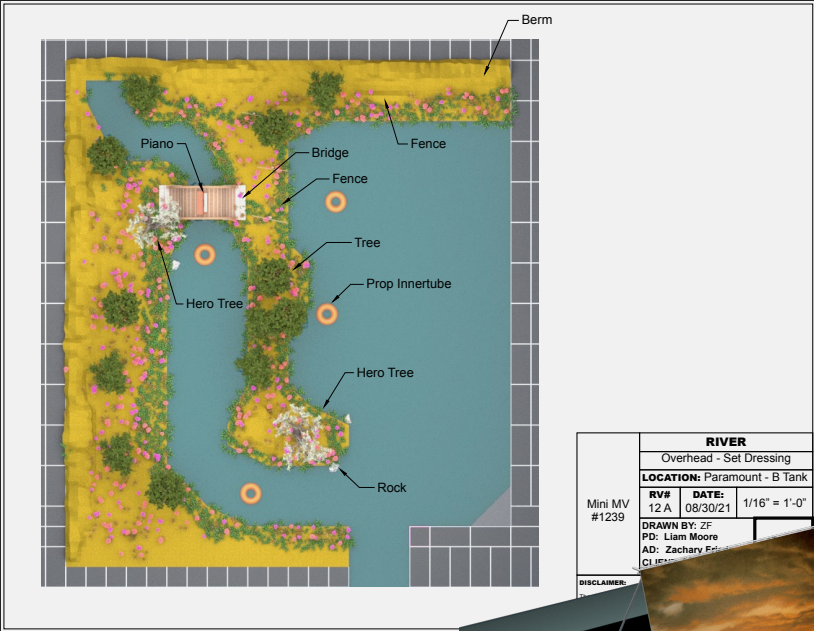 Berm
Piano
Bridge
Fence
Fence
Tree
Prop Innertube
Hero Tree
Hero Tree
Rock
Mini MV
#1239
RIVER
Overhead - Set Dressing
LOCATION: Paramount - B Tank
RV#
12 A
DATE:
08/30/21
1/16" = 1'-0"
DRAWN BY: ZF
PD: Liam Moore
AD: Zachary
DISCLAIMER: